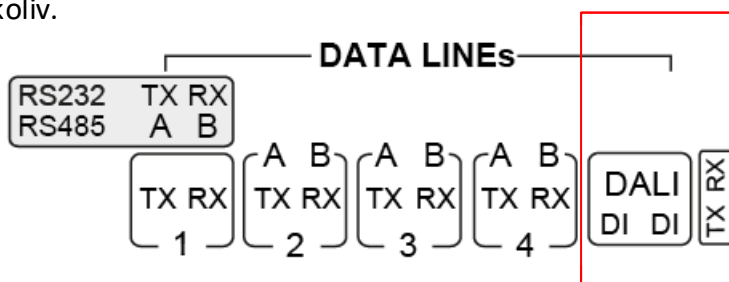 koliv.
DATA LINEs
RS232 TX RX
RS485 A B
A B A B A B
TX RX TX RX TX RX TX RX DALI TX RX
DI DI
1 2 3 4